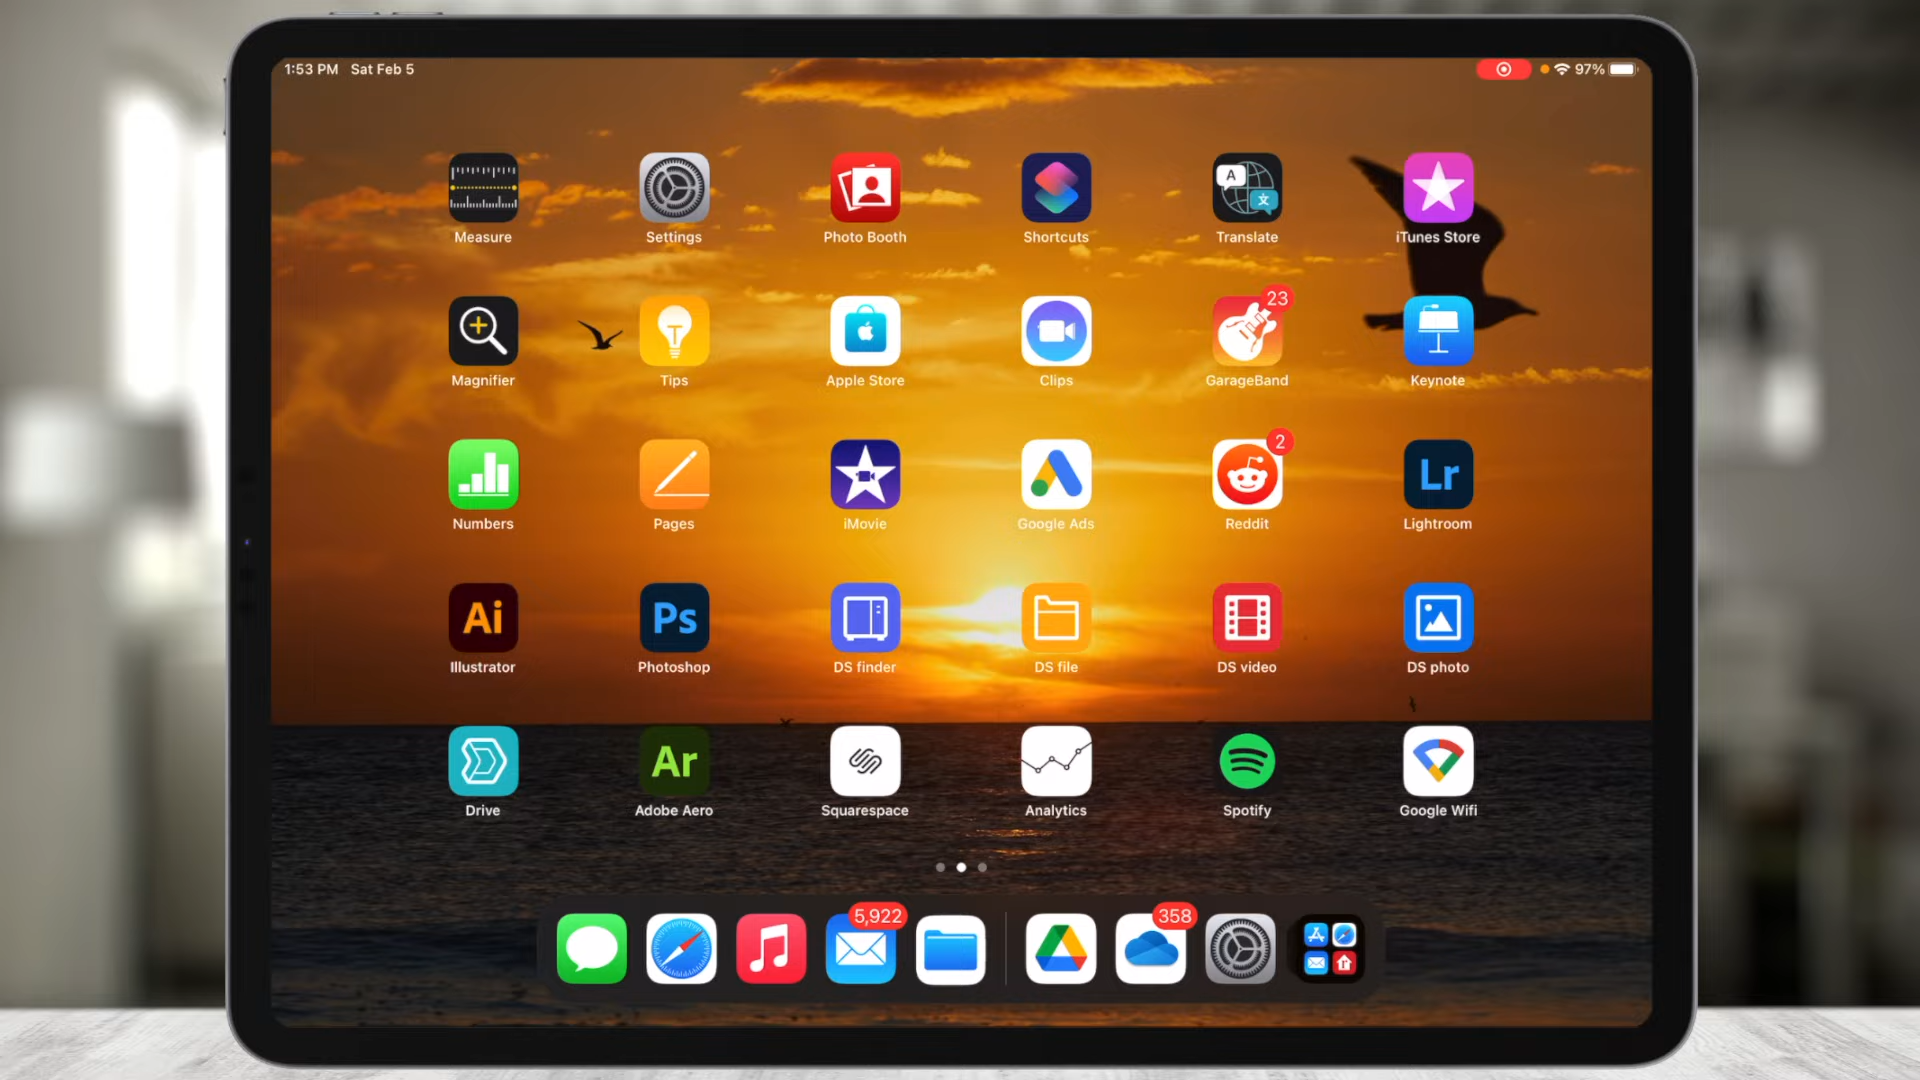 1:53 PM Sat Feb 5 97%
Measure Settings Photo Booth Shortcuts Translate iTunes Store
A 文
23
Magnifier Tips Apple Store Clips GarageBand Keynote
2
Lr
Numbers Pages iMovie Google Ads Reddit Lightroom
Ai Ps
Illustrator Photoshop DS finder DS file DS video DS photo
Ar
Drive Adobe Aero Squarespace Analytics Spotify Google Wifi
5,922 358